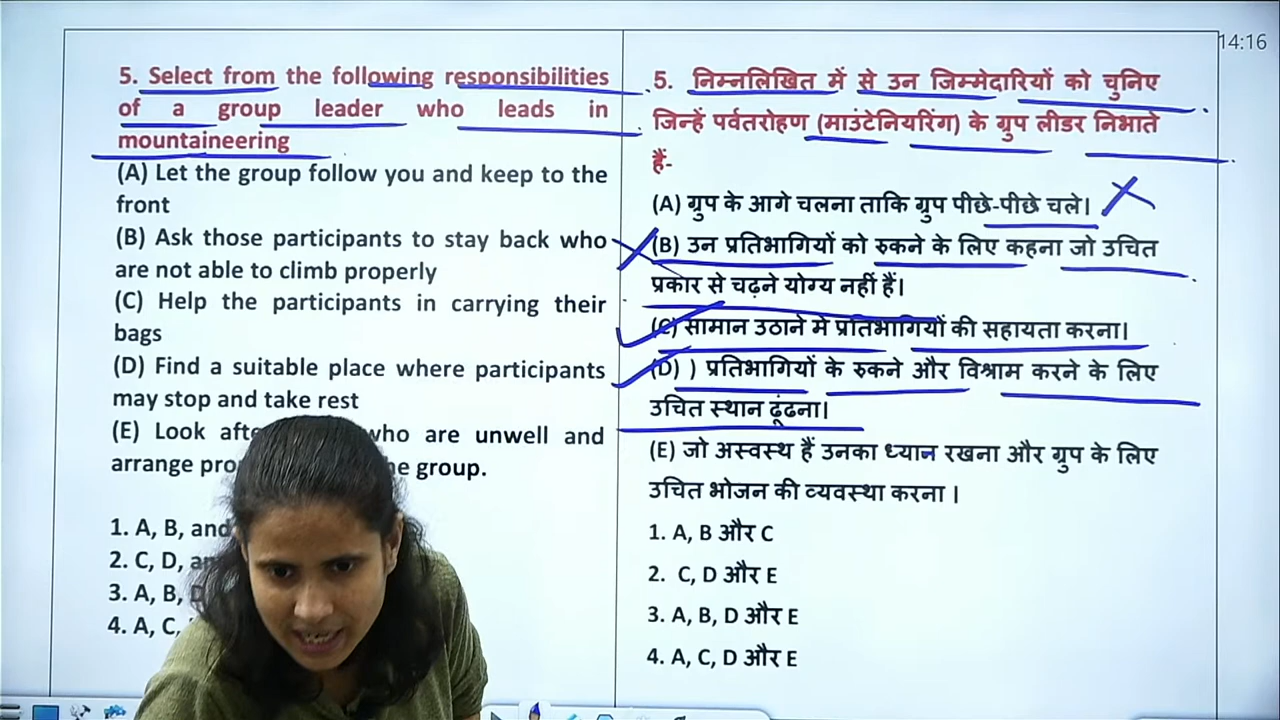 14:16
5. Select from the following responsibilities
of a group leader who leads in
mountaineering
(A) Let the group follow you and keep to the
front
(B) Ask those participants to stay back who
are not able to climb properly
(C) Help the participants in carrying their
bags
(D) Find a suitable place where participants
may stop and take rest
(E) Look who are unwell and
arrange the group.
1. A, B, and
2. C, D,
3. A, B, D
4. A, C,
5. निम्नलिखित में से उन जिम्मेदारियों को चुनिए
जिन्हें पर्वतरोहण (माउंटेनियरिंग) के ग्रुप लीडर निभाते
हैं-
(A) ग्रुप के आगे चलना ताकि ग्रुप पीछे-पीछे चले।
(B) उन प्रतिभागियों को रुकने के लिए कहना जो उचित
प्रकार से चढ़ने योग्य नहीं हैं।
(C) सामान उठाने मे प्रतिभागियों की सहायता करना।
(D) ) प्रतिभागियों के रुकने और विश्राम करने के लिए
उचित स्थान ढूंढना।
(E) जो अस्वस्थ हैं उनका ध्यान रखना और ग्रुप के लिए
उचित भोजन की व्यवस्था करना ।
1. A, B और C
2. C, D और E
3. A, B, D और E
4. A, C, D और E